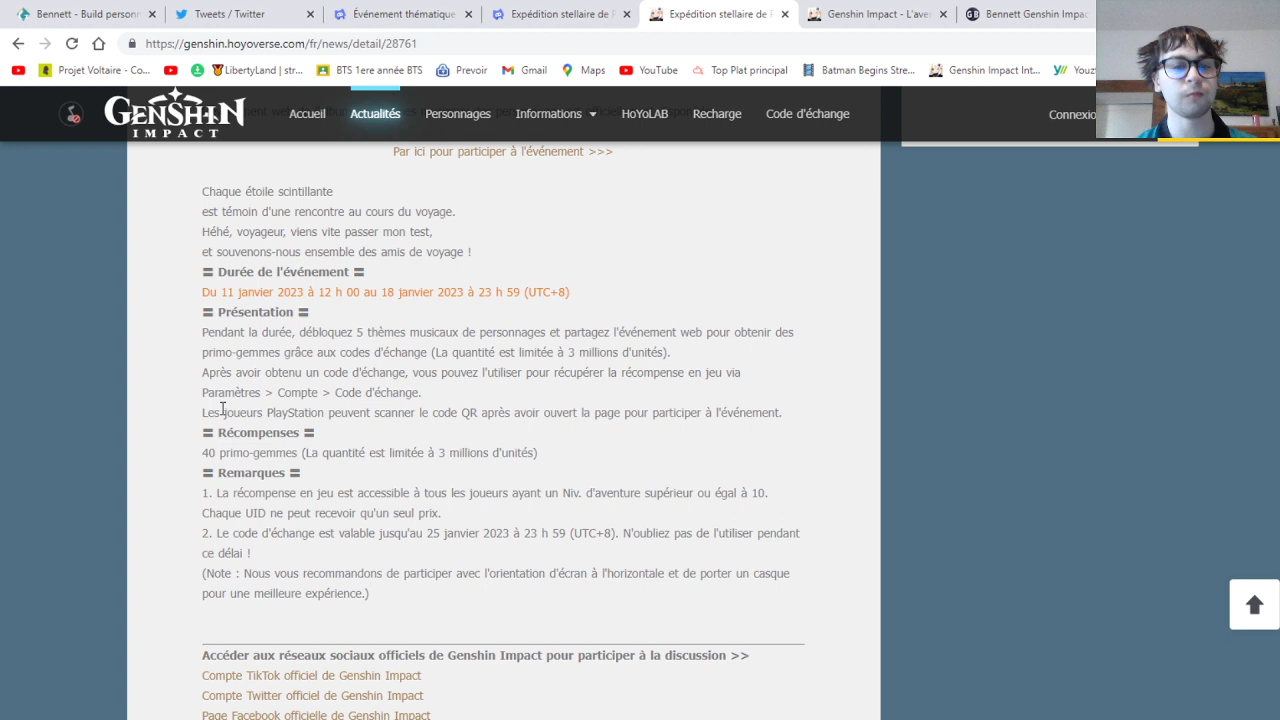 Bennett - Build personn
Tweets / Twitter
Événement thématique
Expédition stellaire de P
Expédition stellaire de P
Genshin Impact - L'aven
Bennett Genshin Impac
https://genshin.hoyoverse.com/fr/news/detail/28761
Projet Voltaire - Co...
LibertyLand | str...
BTS 1ere année BTS
Prevoir
Gmail
Maps
YouTube
Top Plat principal
Batman Begins Stre...
Genshin Impact Int...
GENSHIN
IMPACT
Accueil
Actualités
Personnages
Informations
HoYoLAB
Recharge
Code d'échange
Connexio
Par ici pour participer à l'événement >>>
Chaque étoile scintillante
est témoin d'une rencontre au cours du voyage.
Héhé, voyageur, viens vite passer mon test,
et souvenons-nous ensemble des amis de voyage !
〓 Durée de l'événement 〓
Du 11 janvier 2023 à 12 h 00 au 18 janvier 2023 à 23 h 59 (UTC+8)
〓 Présentation 〓
Pendant la durée, débloquez 5 thèmes musicaux de personnages et partagez l'événement web pour obtenir des
primo-gemmes grâce aux codes d'échange (La quantité est limitée à 3 millions d'unités).
Après avoir obtenu un code d'échange, vous pouvez l'utiliser pour récupérer la récompense en jeu via
Paramètres > Compte > Code d'échange.
Les joueurs PlayStation peuvent scanner le code QR après avoir ouvert la page pour participer à l'événement.
〓 Récompenses 〓
40 primo-gemmes (La quantité est limitée à 3 millions d'unités)
〓 Remarques 〓
1. La récompense en jeu est accessible à tous les joueurs ayant un Niv. d'aventure supérieur ou égal à 10.
Chaque UID ne peut recevoir qu'un seul prix.
2. Le code d'échange est valable jusqu'au 25 janvier 2023 à 23 h 59 (UTC+8). N'oubliez pas de l'utiliser pendant
ce délai !
(Note : Nous vous recommandons de participer avec l'orientation d'écran à l'horizontale et de porter un casque
pour une meilleure expérience.)
Accéder aux réseaux sociaux officiels de Genshin Impact pour participer à la discussion >>
Compte TikTok officiel de Genshin Impact
Compte Twitter officiel de Genshin Impact
Page Facebook officielle de Genshin Impact